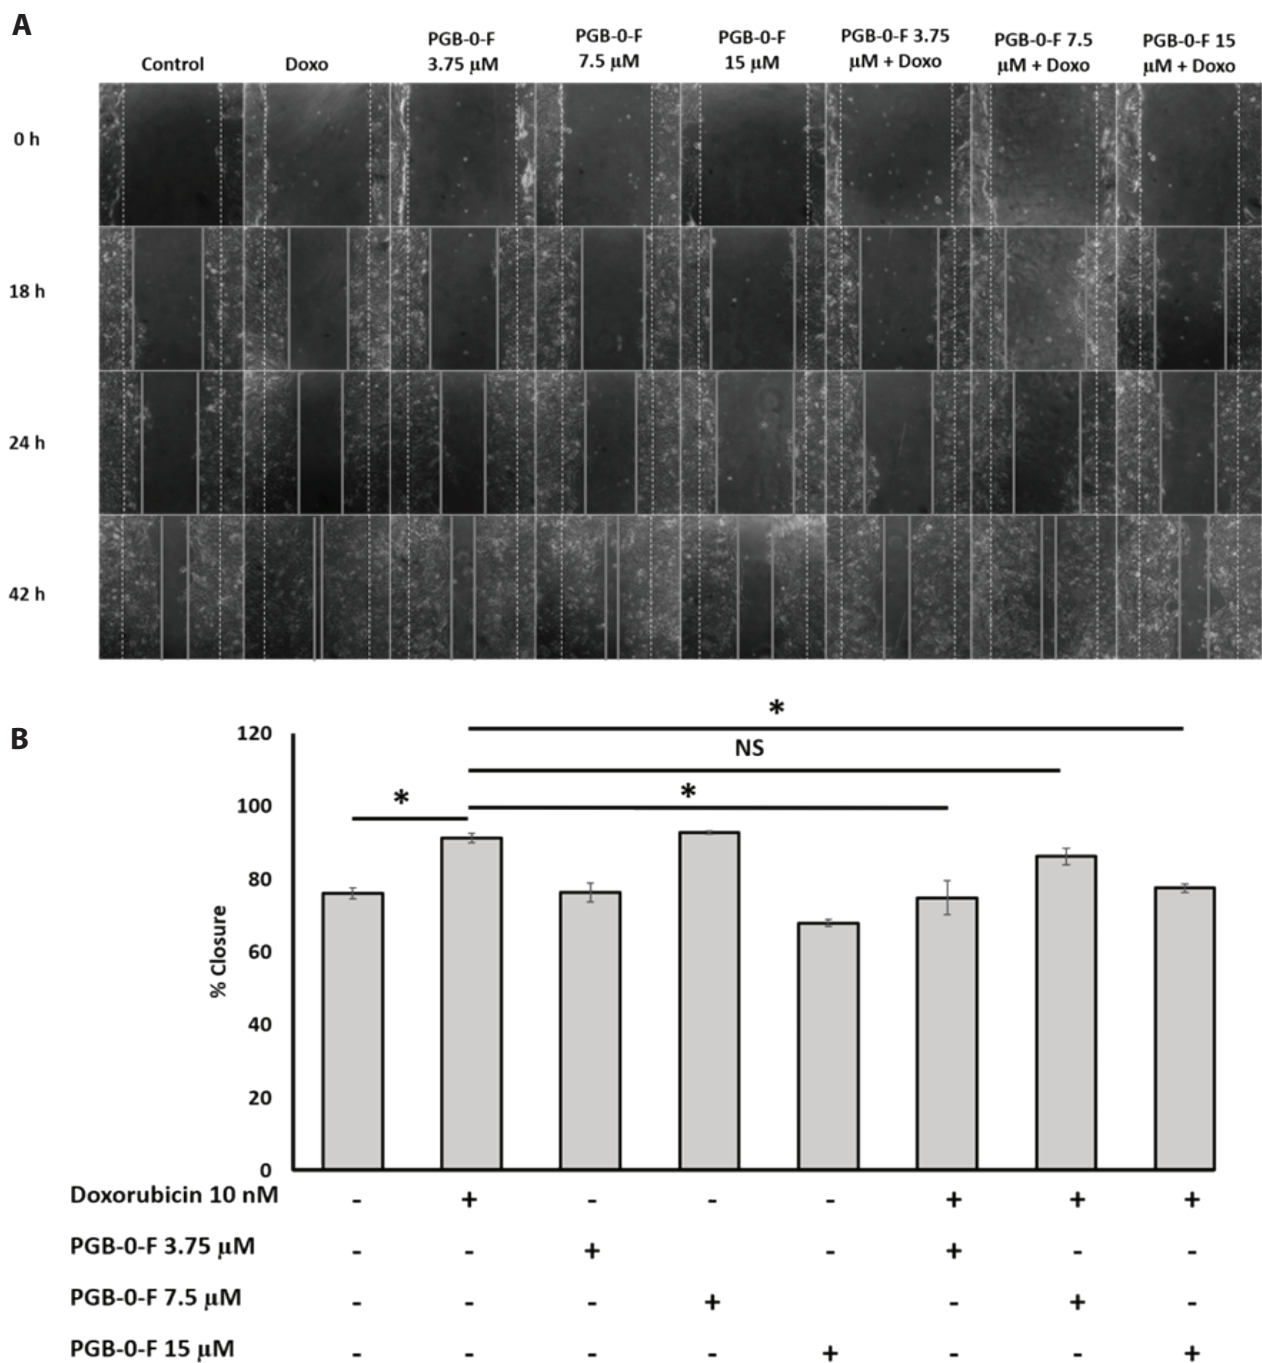 A
Control
Doxo
PGB-0-F
3.75 μM
PGB-0-F
7.5 μM
PGB-0-F
15 μM
PGB-0-F 3.75
μM + Doxo
PGB-0-F 7.5
μM + Doxo
PGB-0-F 15
μM + Doxo
0 h
18 h
24 h
42 h
B
*
NS
*
*
120
100
80
60
40
20
0
% Closure
Doxorubicin 10 nM - + - - - + + +
PGB-0-F 3.75 μM - - + - + - -
PGB-0-F 7.5 μM - - - + - - + -
PGB-0-F 15 μM - - - - + - - +